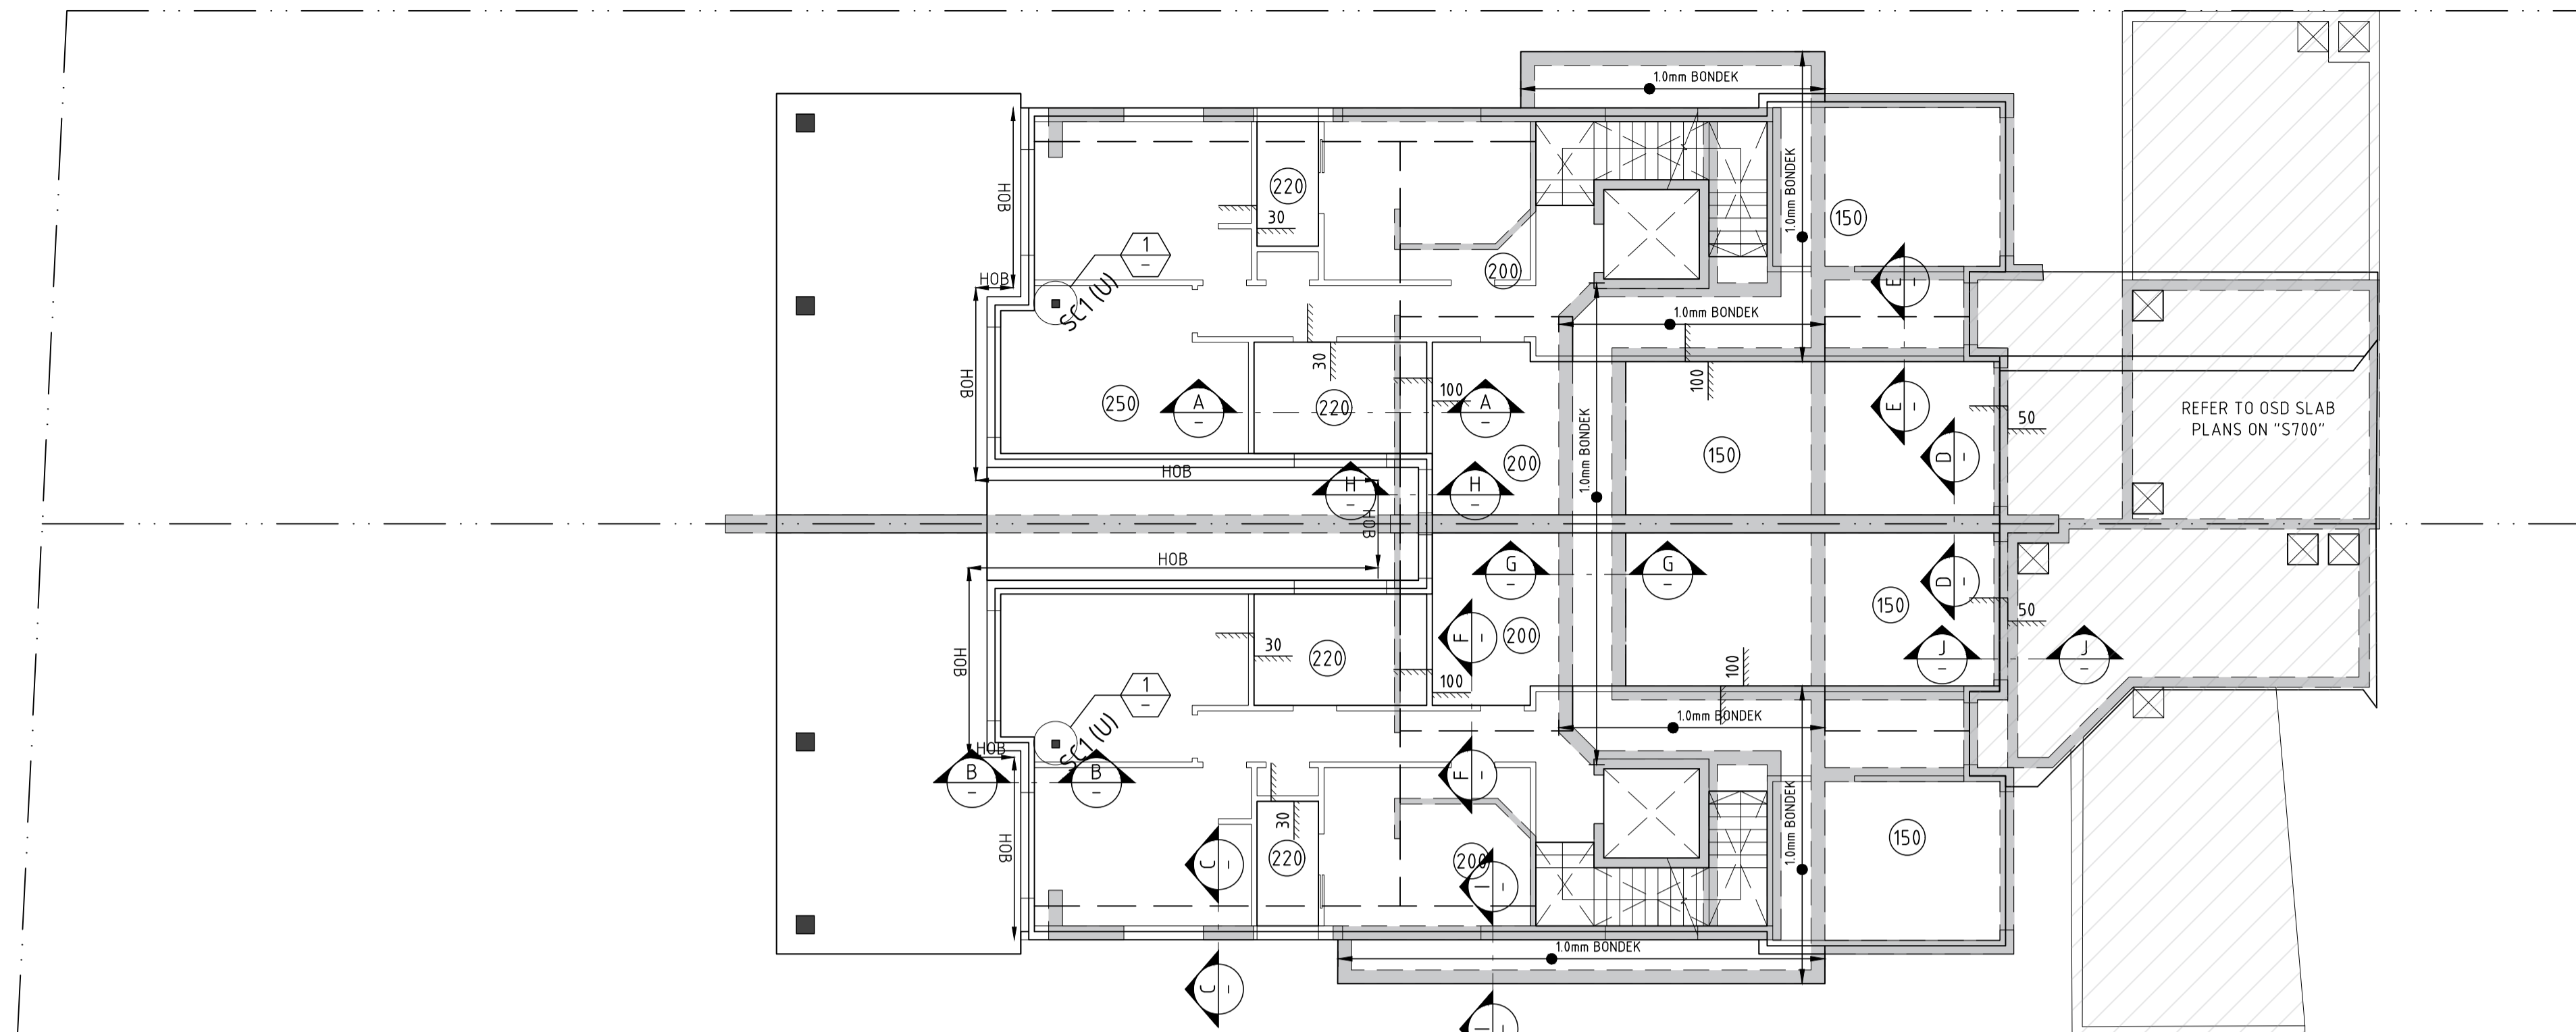 1.0mm BONDEK
HOB
220
30
1.0mm BONDEK
150
1
–
200
HOB
SC1 (U)
E
–
1.0mm BONDEK
HOB
30
100
250
A
–
220
100
A
–
1.0mm BONDEK
E
–
REFER TO OSD SLAB
PLANS ON "S700"
50
200
150
D
–
HOB
H
–
H
–
HOB
HOB
G
–
G
–
D
–
150
50
HOB
30
220
F
–
200
100
100
J
–
J
–
1
–
SC1 (U)
1.0mm BONDEK
HOB
B
–
B
–
F
–
HOB
30
1.0mm BONDEK
150
C
–
220
200
I
–
1.0mm BONDEK
C
–
I
–